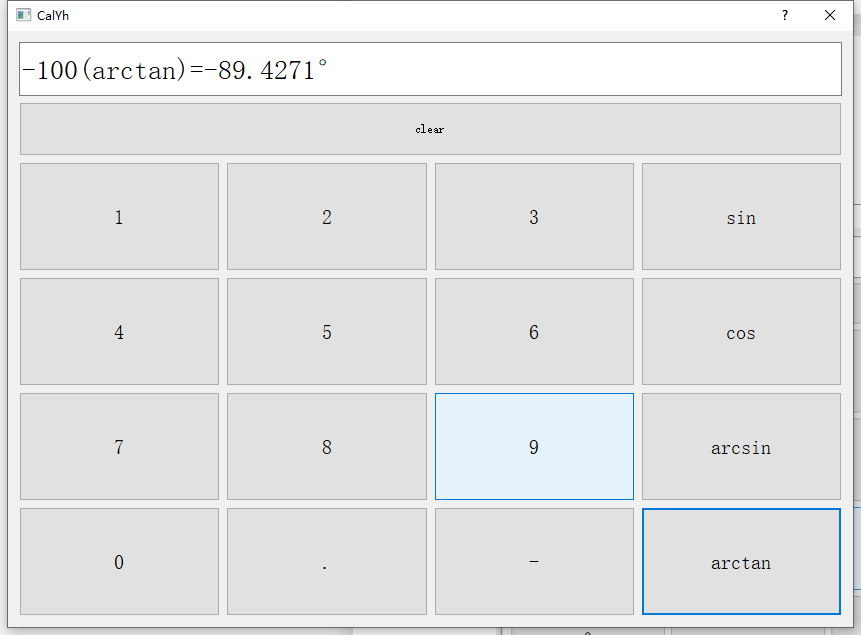 CalYh ?
-100(arctan)=-89.4271°
clear
1 2 3 sin
4 5 6 cos
7 8 9 arcsin
0 . - arctan